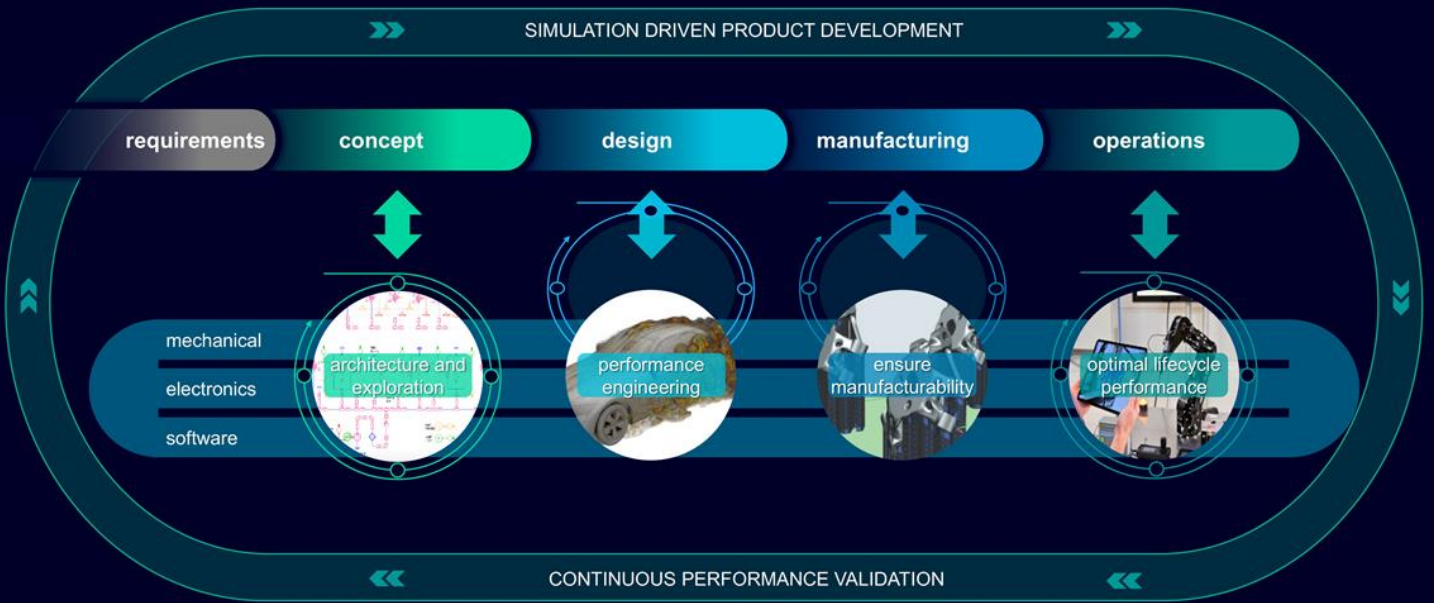 SIMULATION DRIVEN PRODUCT DEVELOPMENT
requirements
concept
design
manufacturing
operations
mechanical
electronics
software
architecture and
exploration
performance
engineering
ensure
manufacturability
optimal lifecycle
performance
CONTINUOUS PERFORMANCE VALIDATION